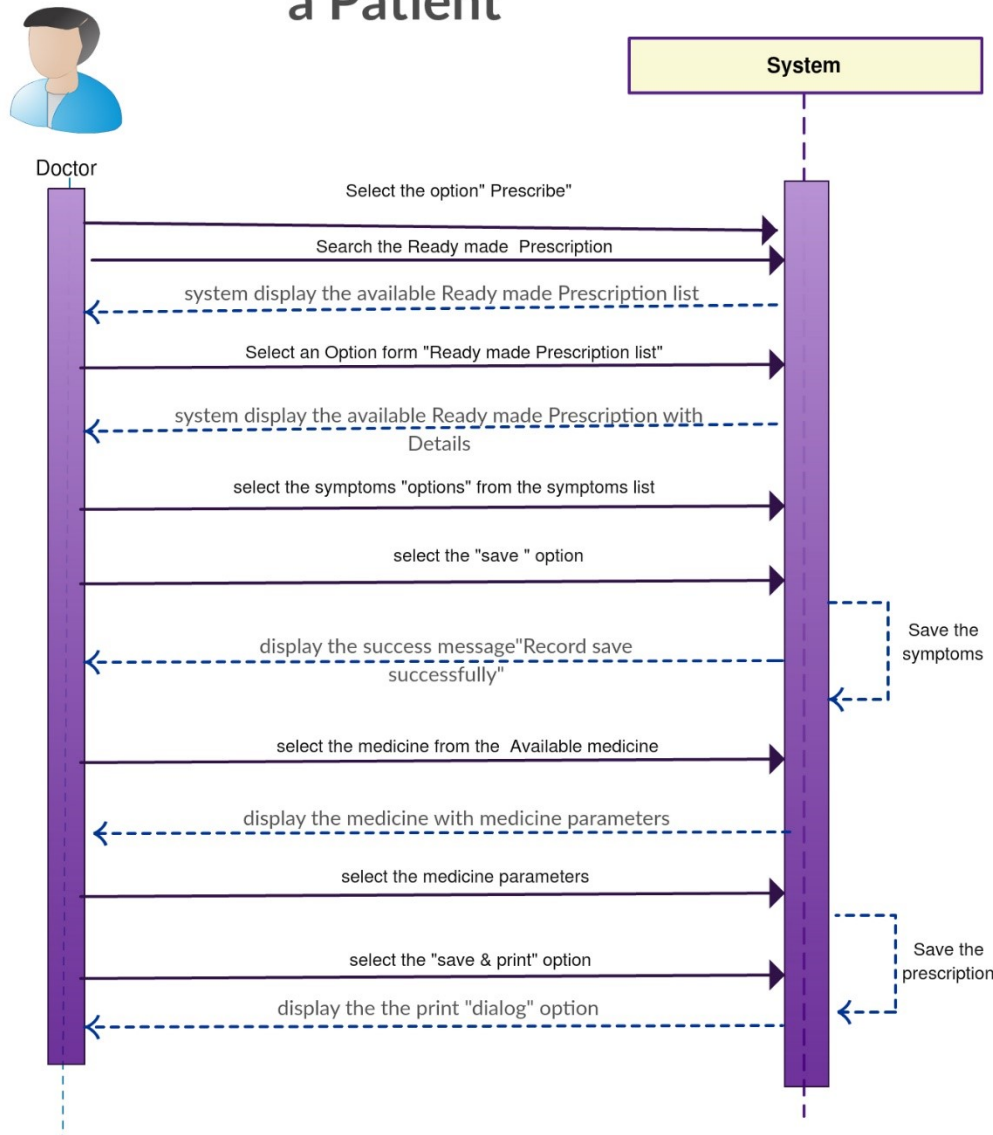 a Patient
System
Doctor
Select the option" Prescribe"
Search the Ready made Prescription
system display the available Ready made Prescription list
Select an Option form "Ready made Prescription list"
system display the available Ready made Prescription with
Details
select the symptoms "options" from the symptoms list
select the "save " option
Save the
symptoms
display the success message"Record save
successfully"
select the medicine from the Available medicine
display the medicine with medicine parameters
select the medicine parameters
Save the
prescription
select the "save & print" option
display the the print "dialog" option